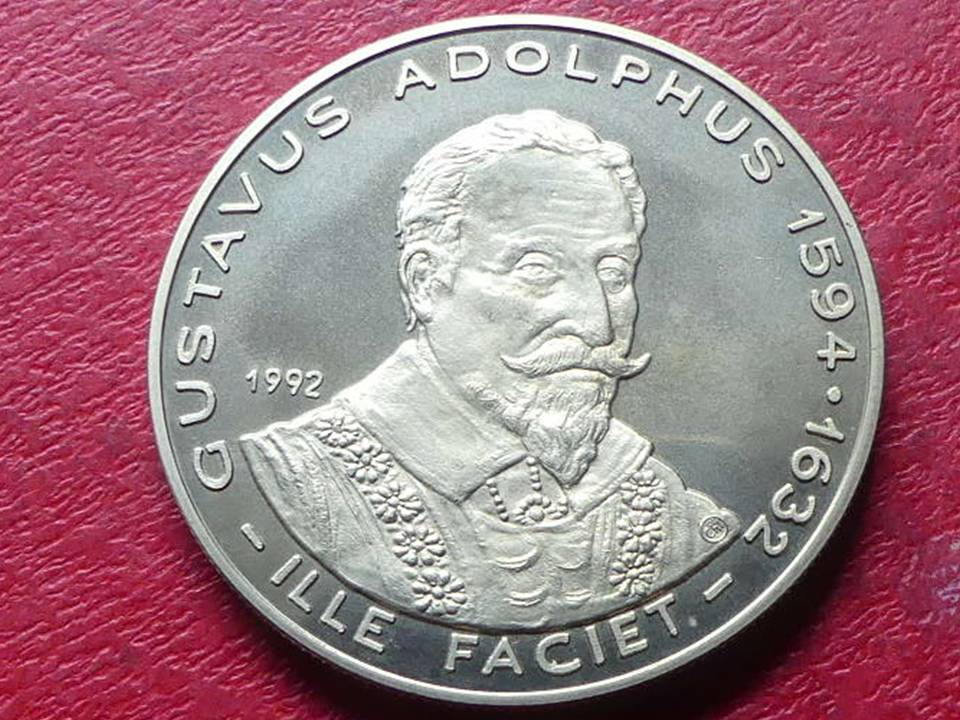 GUSTAVUS ADOLPHUS 1594·1632
1992
- ILLE FACIET -